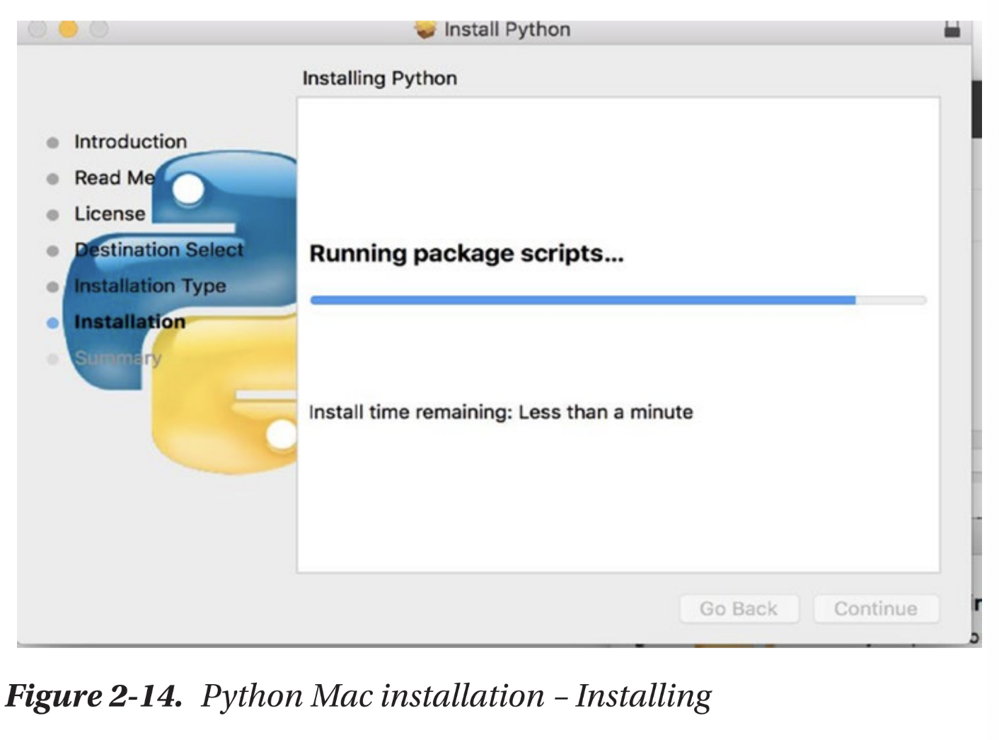 Install Python
Installing Python
Introduction
Read Me
License
Destination Select
Installation Type
Installation
Summary
Running package scripts...
Install time remaining: Less than a minute
Go Back
Continue
Figure 2-14. Python Mac installation – Installing